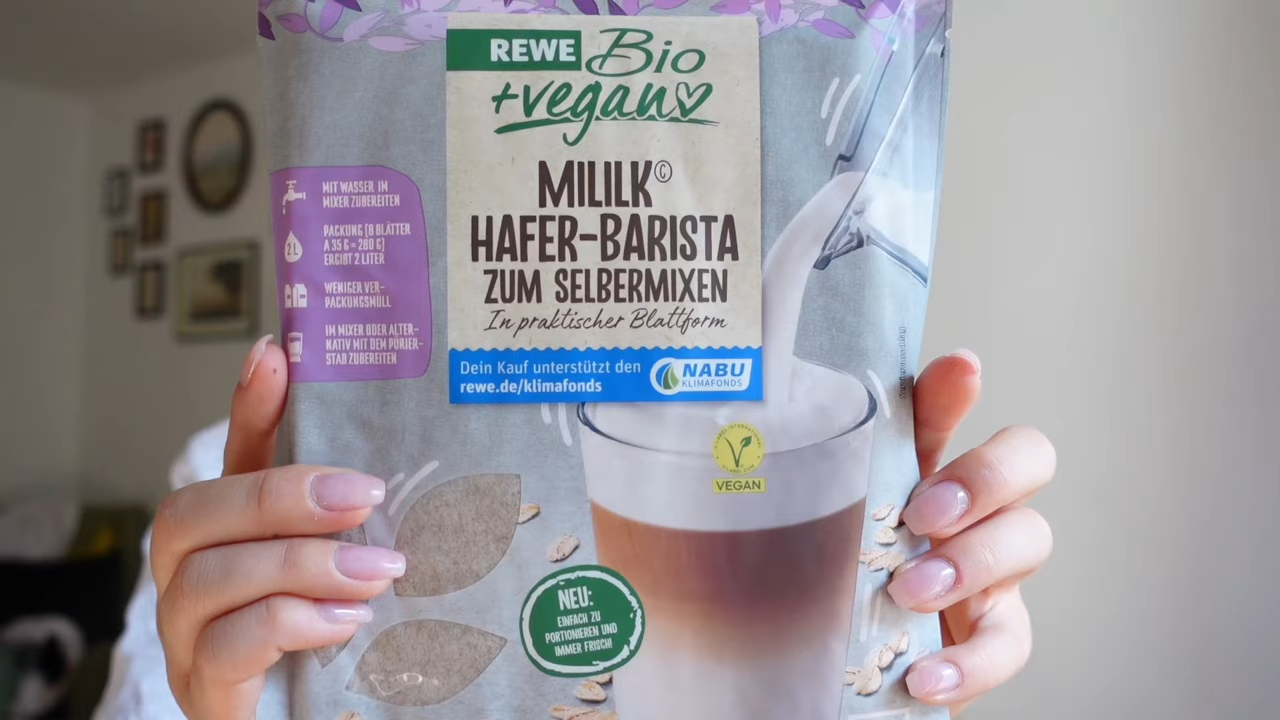 REWE Bio
+vegan
MILILK©
HAFER-BARISTA
ZUM SELBERMIXEN
In praktischer Blattform
Dein Kauf unterstützt den
rewe.de/klimafonds
NABU
KLIMAFONDS
MIT WASSER IM
MIXER ZUBEREITEN
2 L
PACKUNG (8 BLÄTTER
A 35 G = 280 G)
ERGIBT 2 LITER
WENIGER VER-
PACKUNGSMÜLL
IM MIXER ODER ALTER-
NATIV MIT DEM PÜRIER-
STAB ZUBEREITEN
VEGAN
NEU:
EINFACH ZU
PORTIONIEREN UND
IMMER FRISCH!